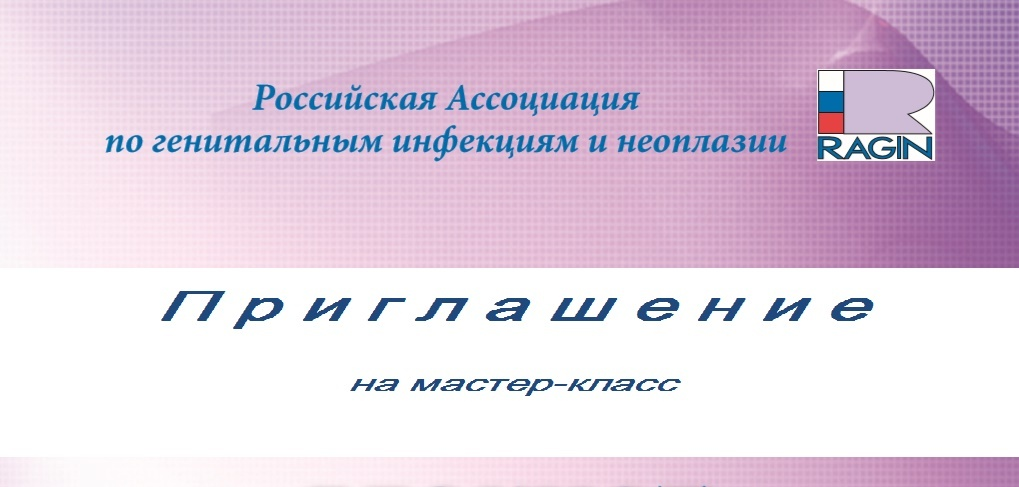 Российская Ассоциация
по генитальным инфекциям и неоплазии
RAGIN
Приглашение
на мастер-класс